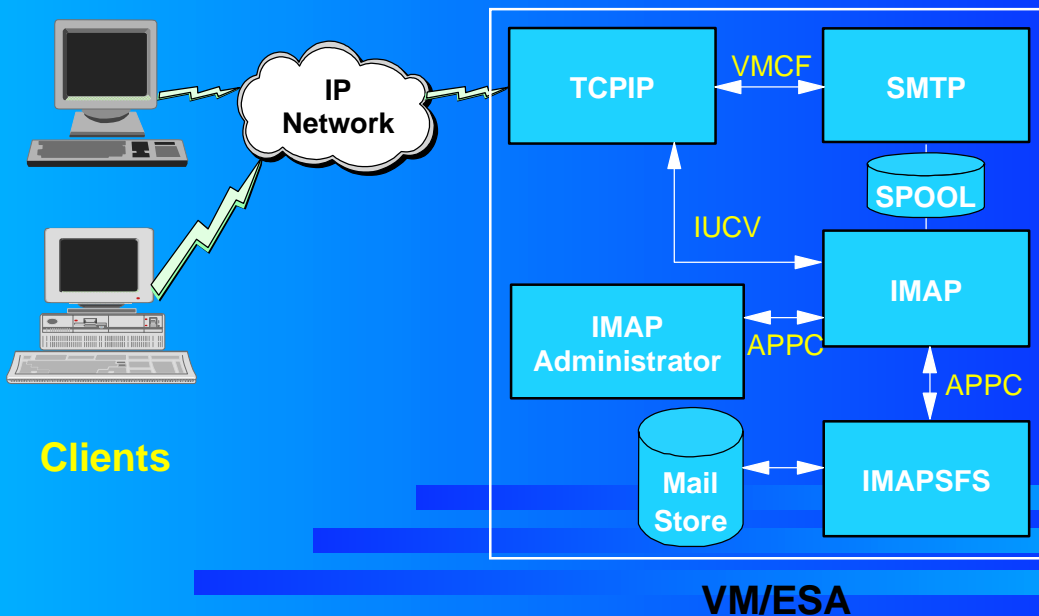 IP
Network
TCPIP
VMCF
SMTP
SPOOL
IUCV
IMAP
IMAP
Administrator
APPC
APPC
Clients
Mail
Store
IMAPSFS
VM/ESA